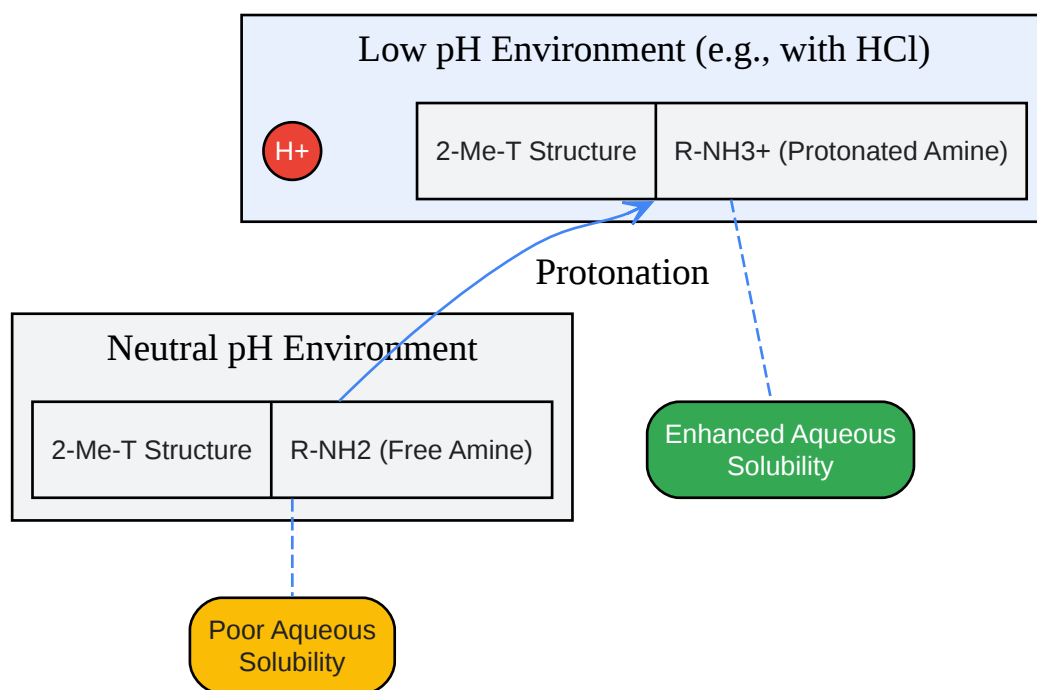 Low pH Environment (e.g., with HCl)
H+
2-Me-T Structure
R-NH3+ (Protonated Amine)
Protonation
Neutral pH Environment
2-Me-T Structure
R-NH2 (Free Amine)
Enhanced Aqueous
Solubility
Poor Aqueous
Solubility